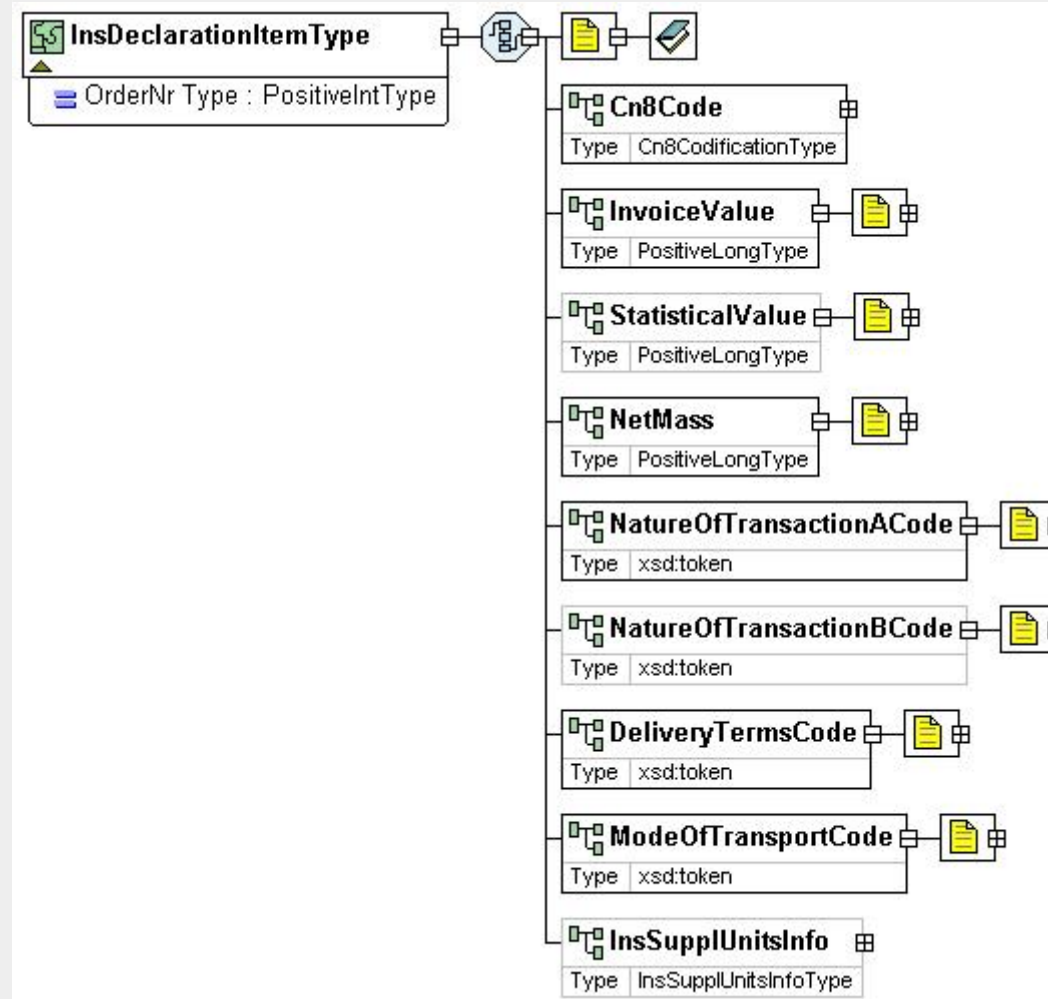 InsDeclarationItemType
OrderNr Type : PositiveIntType
Cn8Code
Type Cn8CodificationType
InvoiceValue
Type PositiveLongType
StatisticalValue
Type PositiveLongType
NetMass
Type PositiveLongType
NatureOfTransactionACode
Type xsd:token
NatureOfTransactionBCode
Type xsd:token
DeliveryTermsCode
Type xsd:token
ModeOfTransportCode
Type xsd:token
InsSupplUnitsInfo
Type InsSupplUnitsInfoType